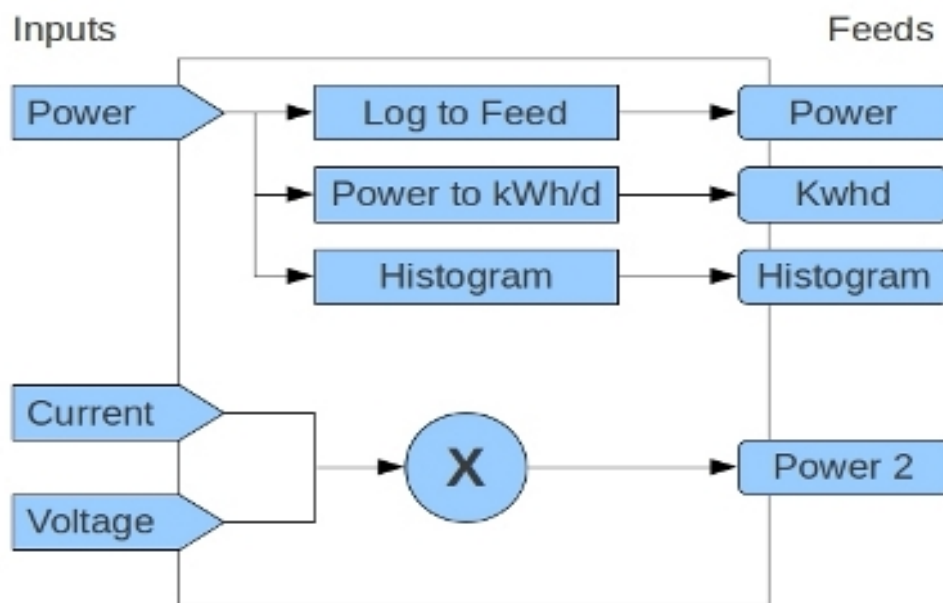 Inputs
Feeds
Power
Log to Feed
Power
Power to kWh/d
Kwhd
Histogram
Histogram
Current
X
Power 2
Voltage